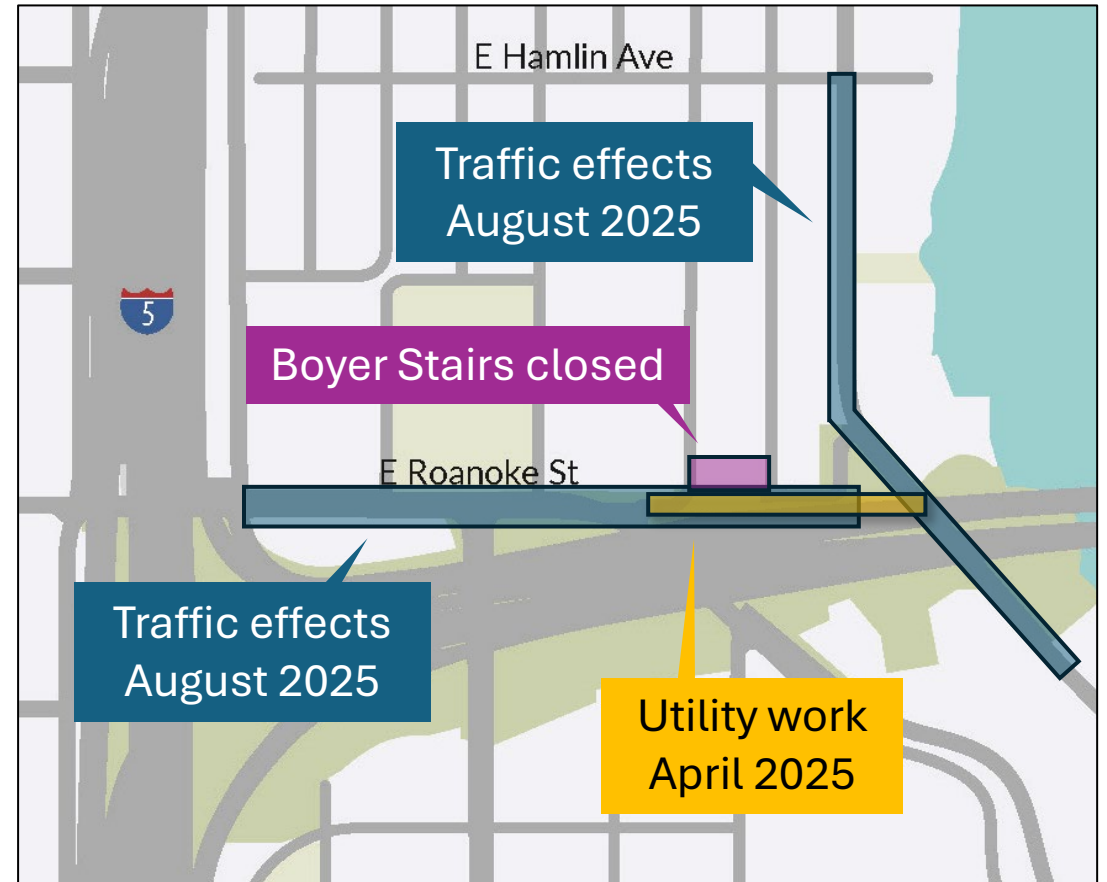 E Hamlin Ave
Traffic effects
August 2025
5
Boyer Stairs closed
E Roanoke St
Traffic effects
August 2025
Utility work
April 2025